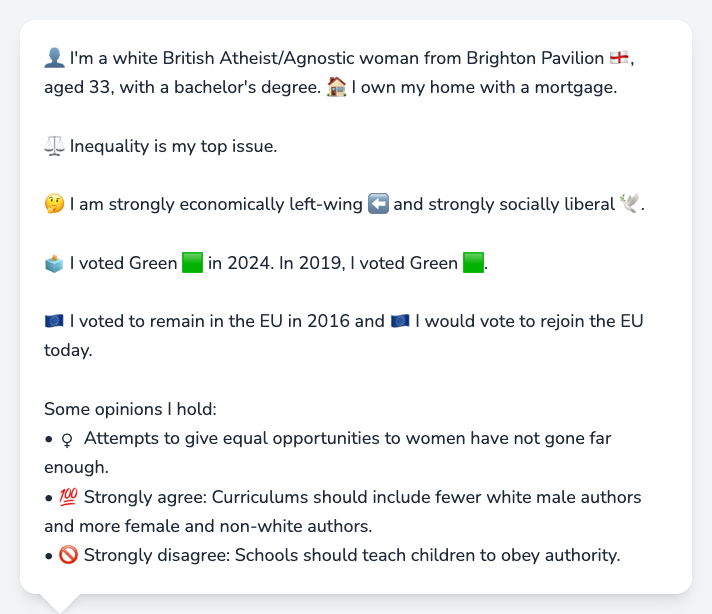 👤 I'm a white British Atheist/Agnostic woman from Brighton Pavilion 🏴󠁧󠁢󠁥󠁮󠁧󠁿,
aged 33, with a bachelor's degree. 🏠 I own my home with a mortgage.
⚖️ Inequality is my top issue.
🤔 I am strongly economically left-wing ⬅️ and strongly socially liberal 🕊️.
🗳️ I voted Green 🟩 in 2024. In 2019, I voted Green 🟩.
🇪🇺 I voted to remain in the EU in 2016 and 🇪🇺 I would vote to rejoin the EU
today.
Some opinions I hold:
• ♀ Attempts to give equal opportunities to women have not gone far
enough.
• 💯 Strongly agree: Curriculums should include fewer white male authors
and more female and non-white authors.
• 🚫 Strongly disagree: Schools should teach children to obey authority.